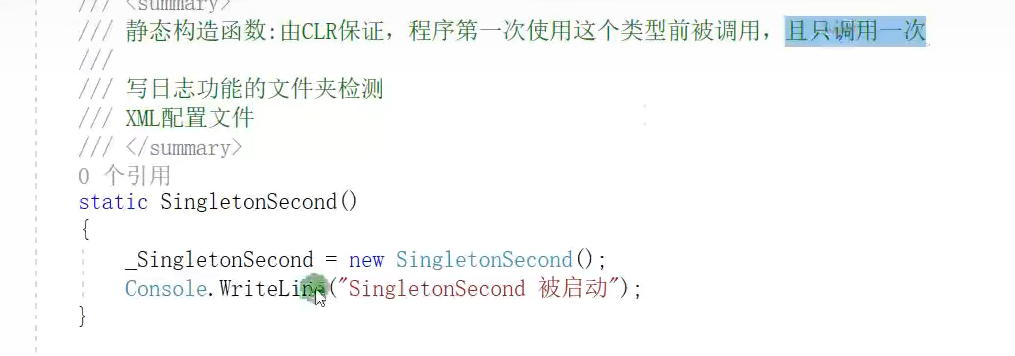 /// <summary>
/// 静态构造函数:由CLR保证，程序第一次使用这个类型前被调用，且只调用一次
///
/// 写日志功能的文件夹检测
/// XML配置文件
/// </summary>
0 个引用
static SingletonSecond()
{
_SingletonSecond = new SingletonSecond();
Console.WriteLine("SingletonSecond 被启动");
}